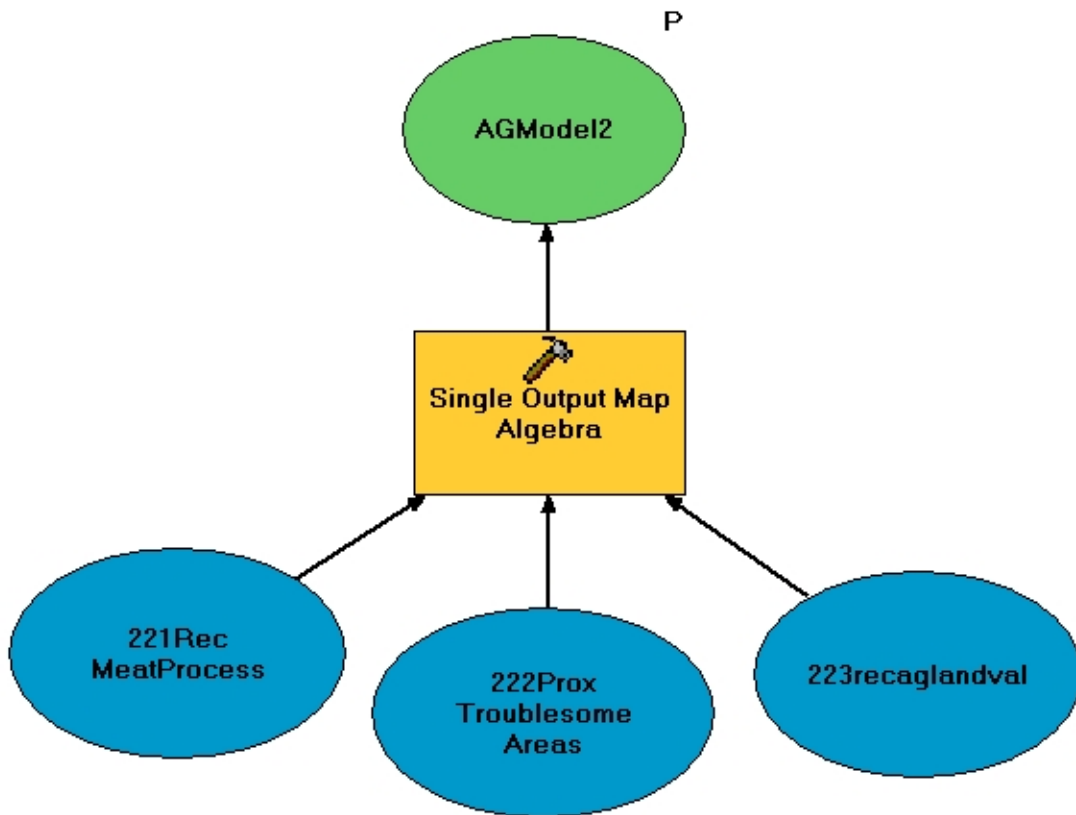 P
AGModel2
Single Output Map
Algebra
221Rec
MeatProcess
222Prox
Troublesome
Areas
223recaglandval